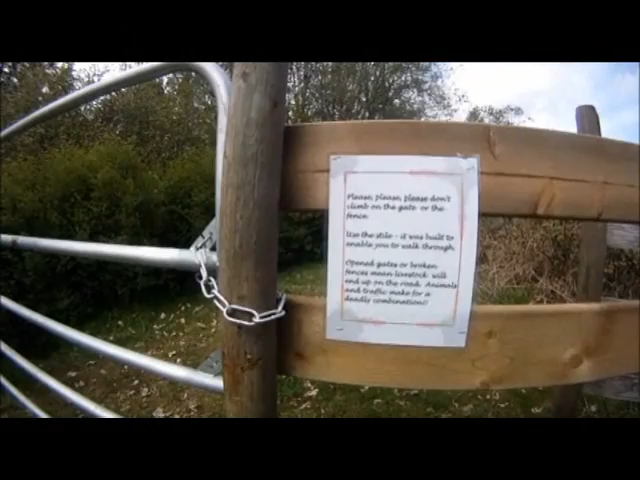 Please, please, please don't
climb on the gate or the
fence.
Use the stile - it was built to
enable you to walk through.
Opened gates or broken
fences mean livestock will
end up on the road. Animals
and traffic make for a
deadly combination!!